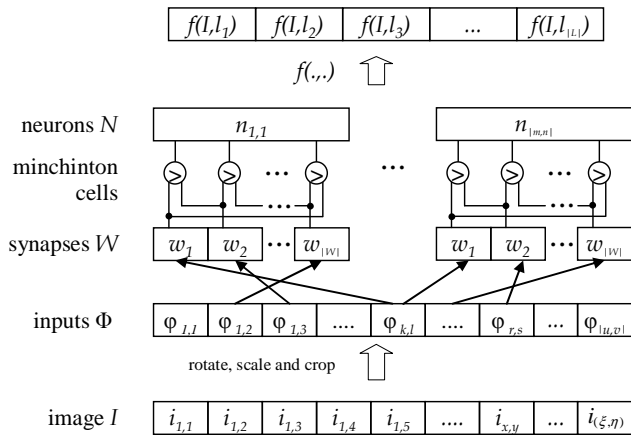 f(I,l1) f(I,l2) f(I,l3) ... f(I,l|L|)
f(.,.)
neurons N n1,1 n|m,n|
minchinton cells > > ... > ... > > ... >
... ...
synapses W w1 w2 ... w|W| w1 w2 ... w|W|
inputs Φ φ1,1 φ1,2 φ1,3 .... φk,l .... φr,s ... φ|u,v|
rotate, scale and crop
image I i1,1 i1,2 i1,3 i1,4 i1,5 .... ix,y ... i(ξ,η)